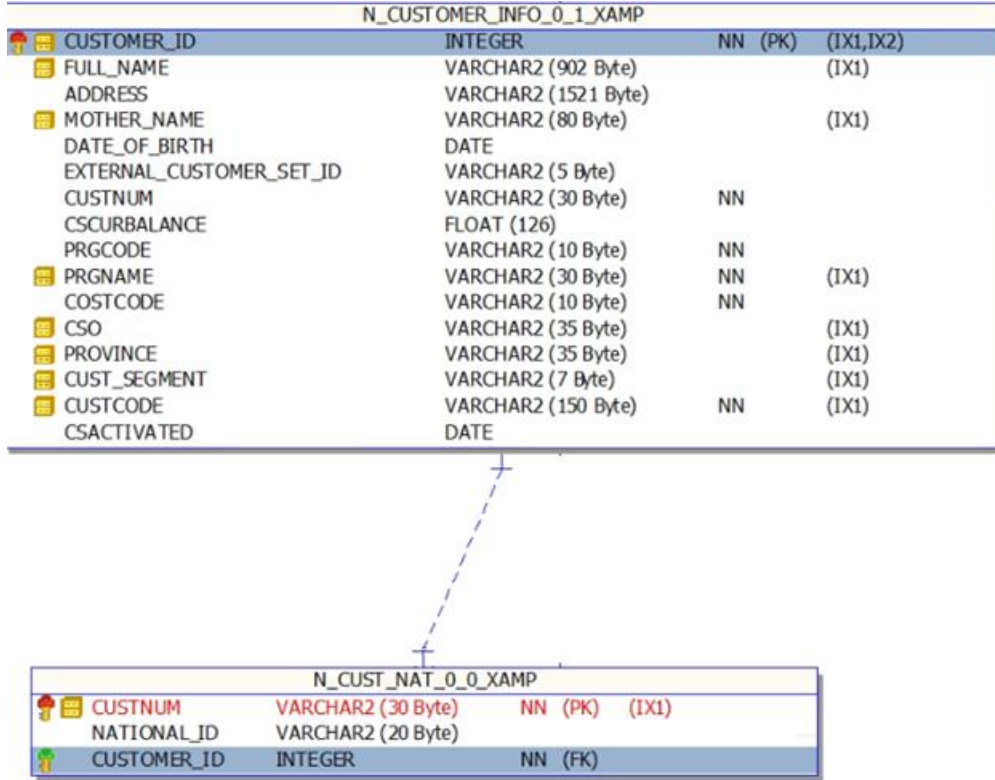 N_CUSTOMER_INFO_0_1_XAMP
CUSTOMER_ID INTEGER NN (PK) (IX1,IX2)
FULL_NAME VARCHAR2 (902 Byte) (IX1)
ADDRESS VARCHAR2 (1521 Byte)
MOTHER_NAME VARCHAR2 (80 Byte) (IX1)
DATE_OF_BIRTH DATE
EXTERNAL_CUSTOMER_SET_ID VARCHAR2 (5 Byte)
CUSTNUM VARCHAR2 (30 Byte) NN
CSCURBALANCE FLOAT (126)
PRGCODE VARCHAR2 (10 Byte) NN
PRGNAME VARCHAR2 (30 Byte) NN (IX1)
COSTCODE VARCHAR2 (10 Byte) NN
CSO VARCHAR2 (35 Byte) (IX1)
PROVINCE VARCHAR2 (35 Byte) (IX1)
CUST_SEGMENT VARCHAR2 (7 Byte) (IX1)
CUSTCODE VARCHAR2 (150 Byte) NN (IX1)
CSACTIVATED DATE
N_CUST_NAT_0_0_XAMP
CUSTNUM VARCHAR2 (30 Byte) NN (PK) (IX1)
NATIONAL_ID VARCHAR2 (20 Byte)
CUSTOMER_ID INTEGER NN (FK)